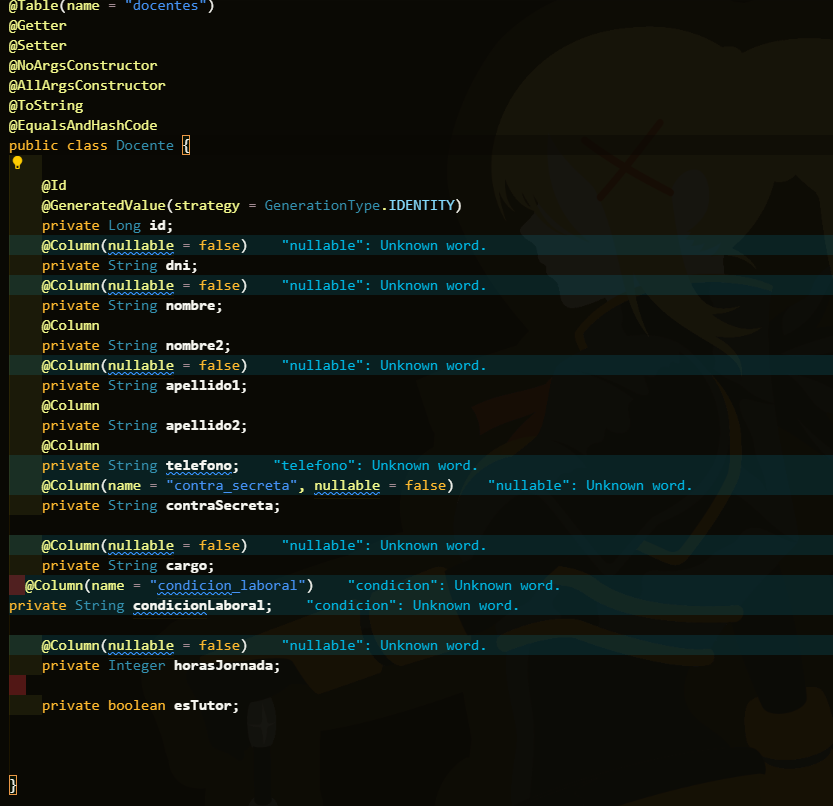 @Table(name = "docentes")
@Getter
@Setter
@NoArgsConstructor
@AllArgsConstructor
@ToString
@EqualsAndHashCode
public class Docente {
@Id
@GeneratedValue(strategy = GenerationType.IDENTITY)
private Long id;
@Column(nullable = false) "nullable": Unknown word.
private String dni;
@Column(nullable = false) "nullable": Unknown word.
private String nombre;
@Column
private String nombre2;
@Column(nullable = false) "nullable": Unknown word.
private String apellido1;
@Column
private String apellido2;
@Column
private String telefono; "telefono": Unknown word.
@Column(name = "contra_secreta", nullable = false) "nullable": Unknown word.
private String contraSecreta;
@Column(nullable = false) "nullable": Unknown word.
private String cargo;
@Column(name = "condicion_laboral") "condicion": Unknown word.
private String condicionLaboral; "condicion": Unknown word.
@Column(nullable = false) "nullable": Unknown word.
private Integer horasJornada;
private boolean esTutor;
}